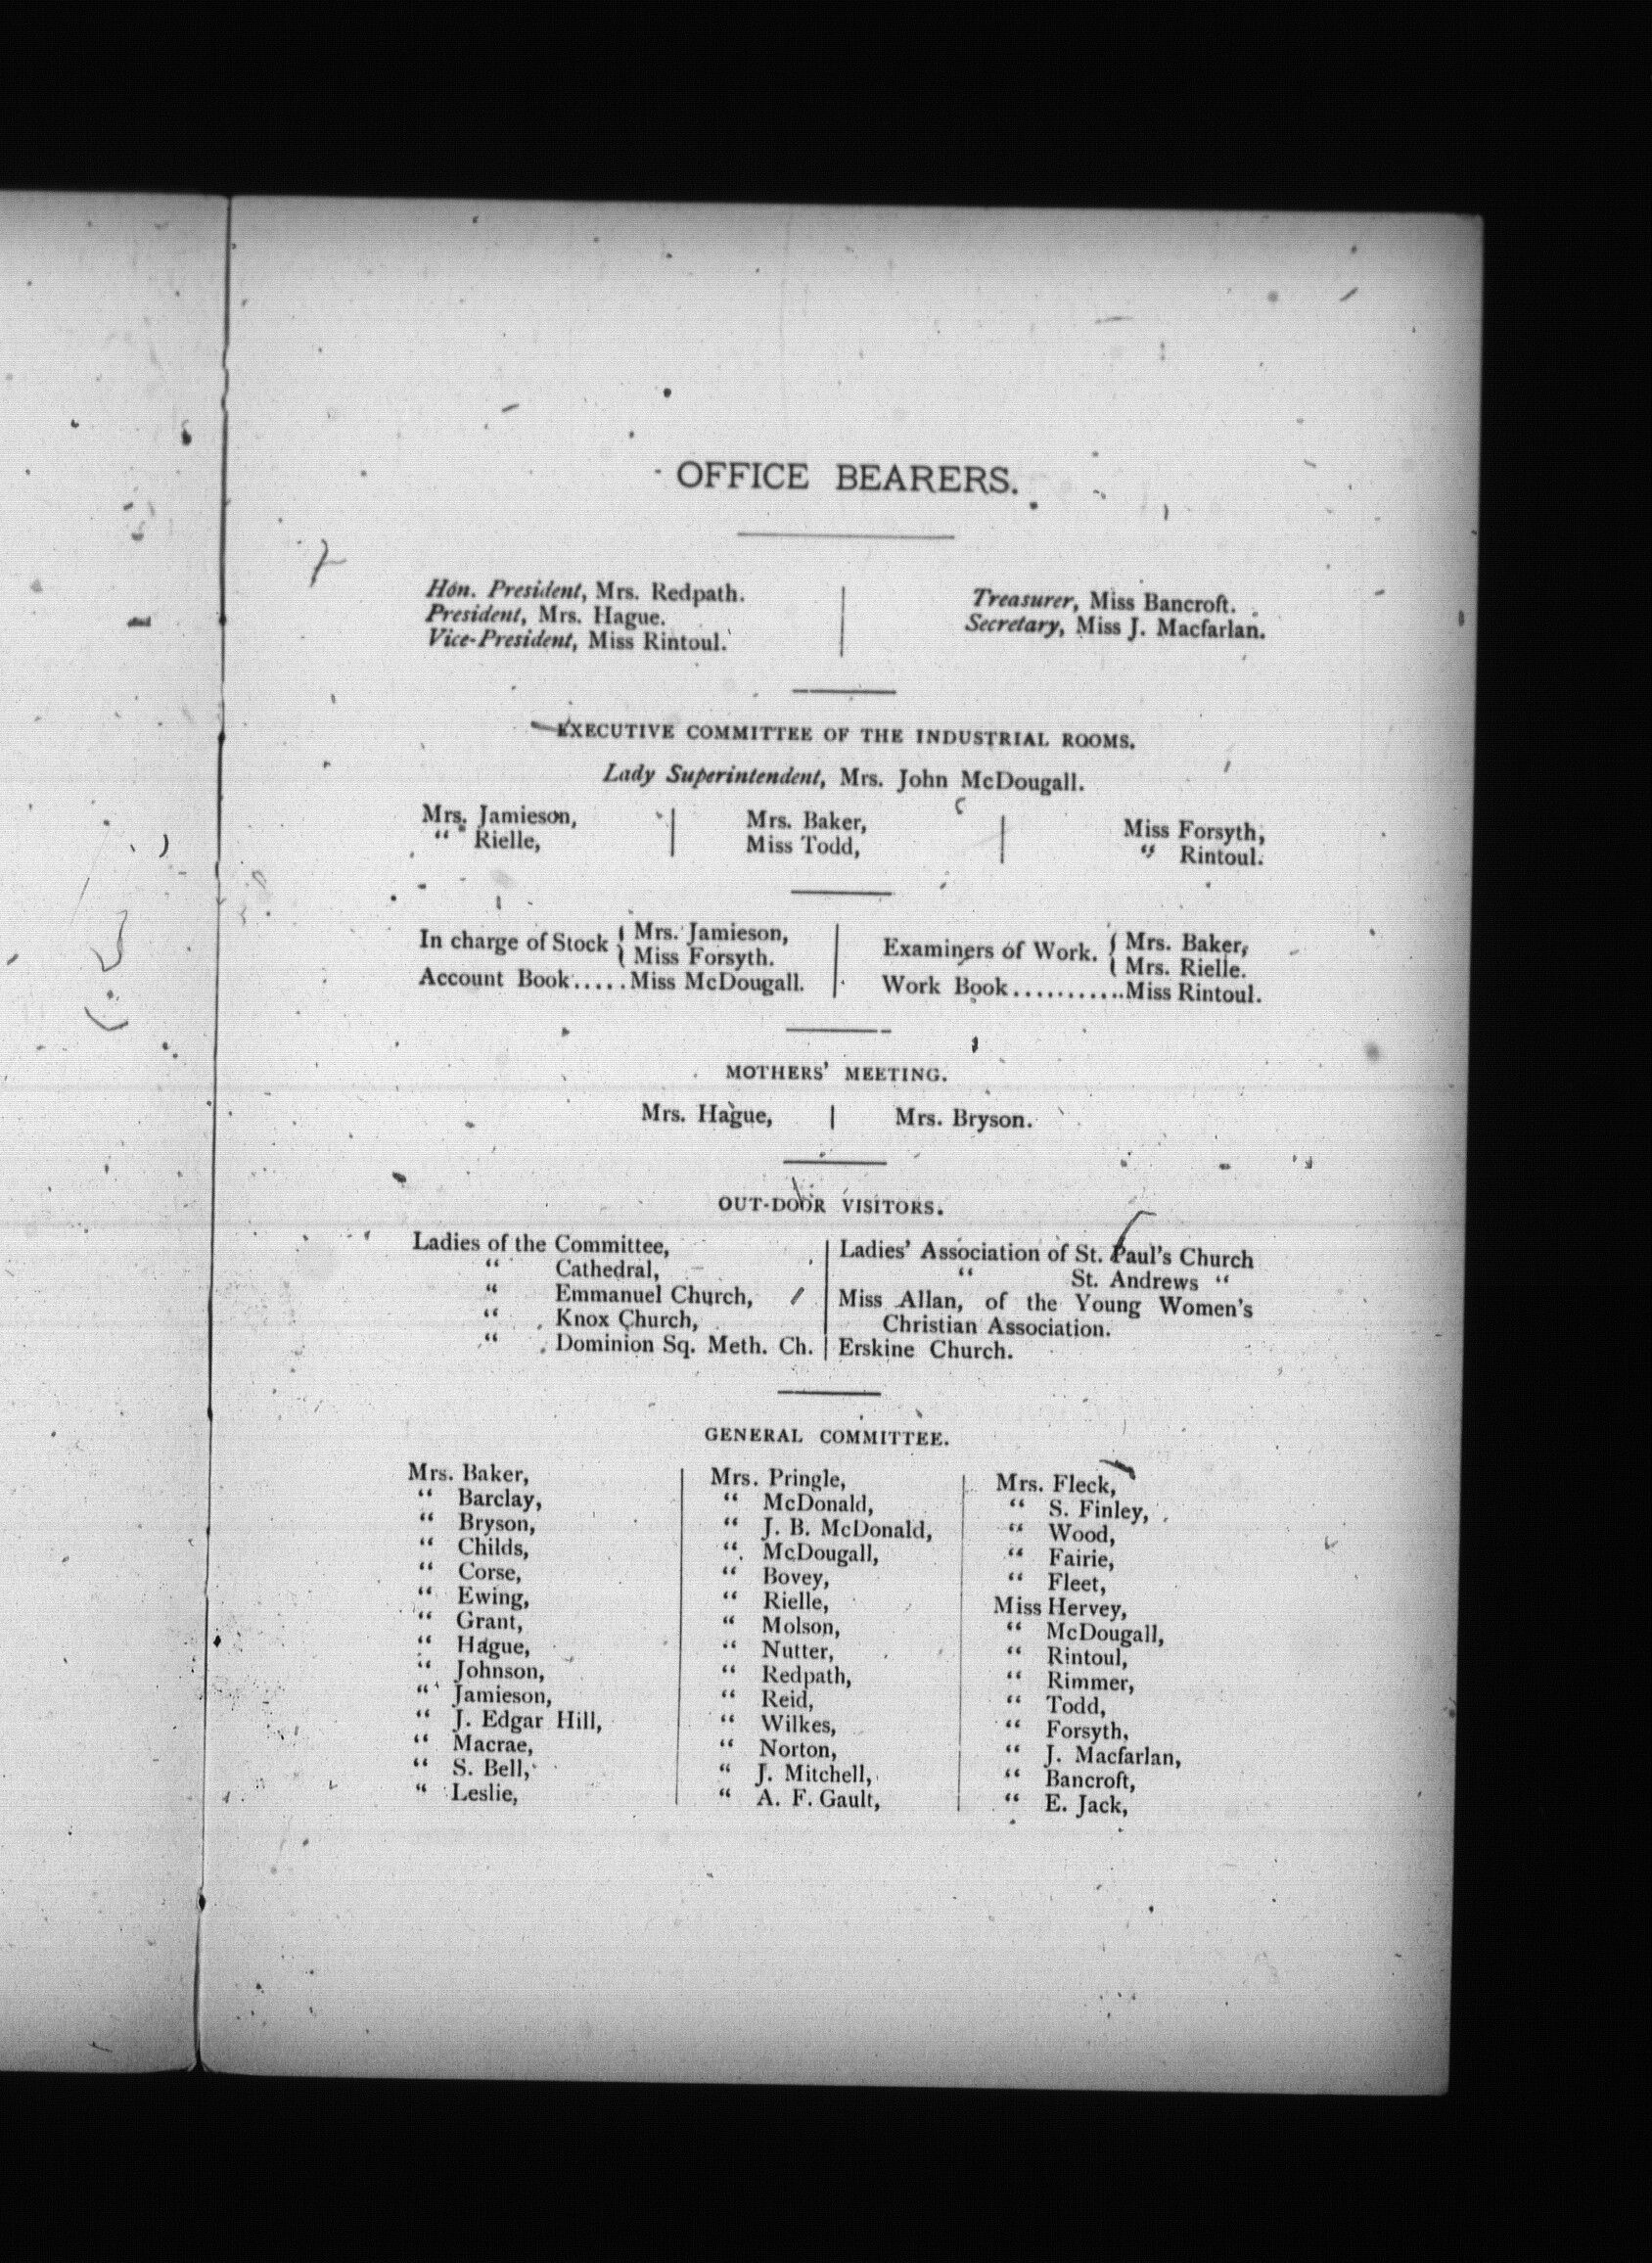 OFFICE BEARERS.
Hon. President, Mrs. Redpath.
President, Mrs. Hague.
Vice-President, Miss Rintoul.
Treasurer, Miss Bancroft.
Secretary, Miss J. Macfarlan.
EXECUTIVE COMMITTEE OF THE INDUSTRIAL ROOMS.
Lady Superintendent, Mrs. John McDougall.
Mrs. Jamieson,
“ Rielle,
Mrs. Baker,
Miss Todd,
Miss Forsyth,
“ Rintoul.
In charge of Stock { Mrs. Jamieson,
Miss Forsyth.
Account Book.....Miss McDougall.
Examiners of Work. { Mrs. Baker,
Mrs. Rielle.
Work Book...........Miss Rintoul.
MOTHERS' MEETING.
Mrs. Hague, | Mrs. Bryson.
OUT-DOOR VISITORS.
Ladies of the Committee,
“ Cathedral,
“ Emmanuel Church,
“ Knox Church,
“ Dominion Sq. Meth. Ch.
Ladies' Association of St. Paul's Church
“ St. Andrews “
Miss Allan, of the Young Women's
Christian Association.
Erskine Church.
GENERAL COMMITTEE.
Mrs. Baker,
“ Barclay,
“ Bryson,
“ Childs,
“ Corse,
“ Ewing,
“ Grant,
“ Hague,
“ Johnson,
“ Jamieson,
“ J. Edgar Hill,
“ Macrae,
“ S. Bell,
“ Leslie,
Mrs. Pringle,
“ McDonald,
“ J. B. McDonald,
“ McDougall,
“ Bovey,
“ Rielle,
“ Molson,
“ Nutter,
“ Redpath,
“ Reid,
“ Wilkes,
“ Norton,
“ J. Mitchell,
“ A. F. Gault,
Mrs. Fleck,
“ S. Finley,
“ Wood,
“ Fairie,
“ Fleet,
Miss Hervey,
“ McDougall,
“ Rintoul,
“ Rimmer,
“ Todd,
“ Forsyth,
“ J. Macfarlan,
“ Bancroft,
“ E. Jack,